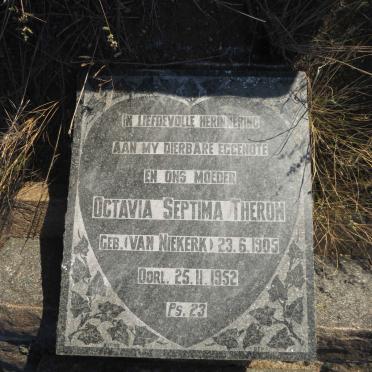 IN LIEFDEVOLLE HERINNERING
AAN MY DIERBARE EGGENOTE
EN ONS MOEDER
OCTAVIA SEPTIMA THERON
GEB. (VAN NIEKERK) 23.6.1905
OORL. 25.11.1952
PS. 23